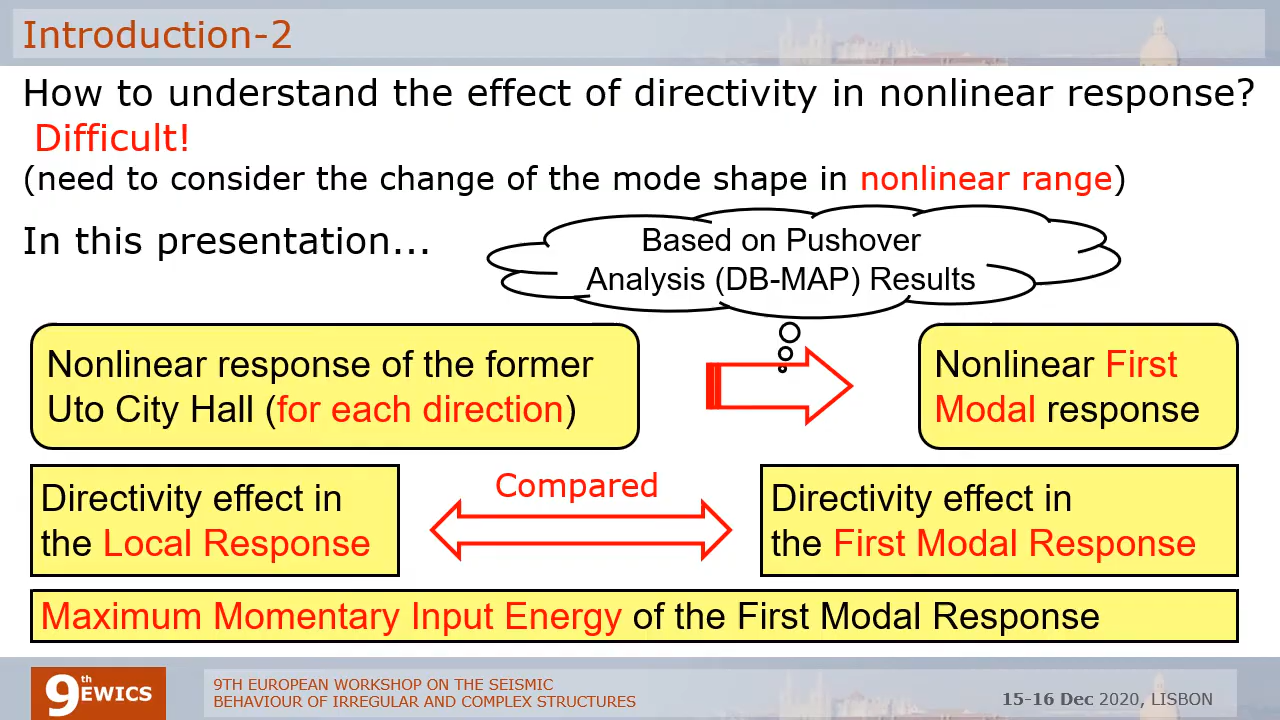 Introduction-2
How to understand the effect of directivity in nonlinear response?
Difficult!
(need to consider the change of the mode shape in nonlinear range)
In this presentation...
Based on Pushover
Analysis (DB-MAP) Results
Nonlinear response of the former
Uto City Hall (for each direction)
Nonlinear First
Modal response
Directivity effect in
the Local Response
Compared
Directivity effect in
the First Modal Response
Maximum Momentary Input Energy of the First Modal Response
9th EWICS
9TH EUROPEAN WORKSHOP ON THE SEISMIC
BEHAVIOUR OF IRREGULAR AND COMPLEX STRUCTURES
15-16 Dec 2020, LISBON